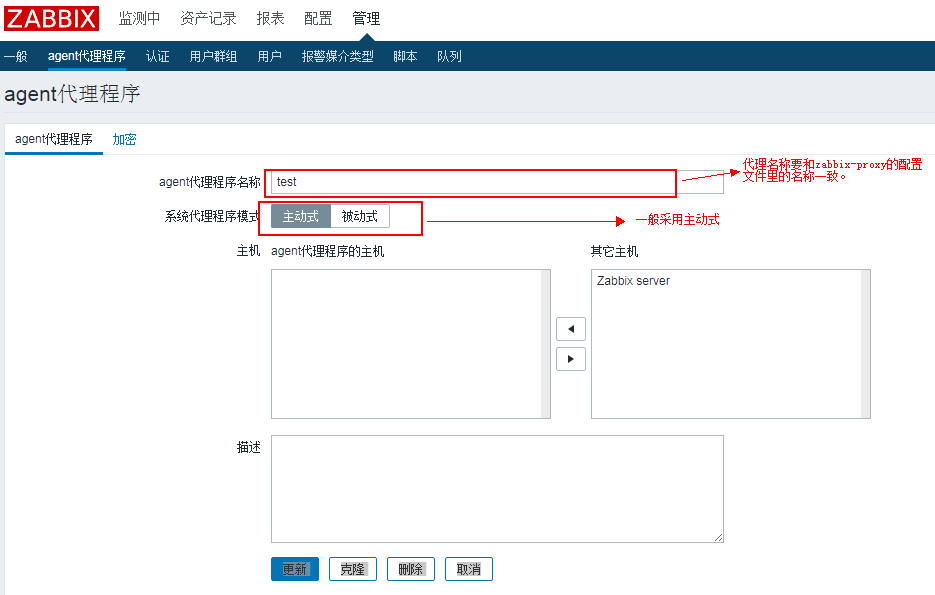 ZABBIX 监测中 资产记录 报表 配置 管理
一般 agent代理程序 认证 用户群组 用户 报警媒介类型 脚本 队列
agent代理程序
agent代理程序 加密
代理名称要和zabbix-proxy的配置
文件里的名称一致。
agent代理程序名称 test
系统代理程序模式 主动式 被动式
一般采用主动式
主机 agent代理程序的主机 其它主机
Zabbix server
描述
更新 克隆 删除 取消